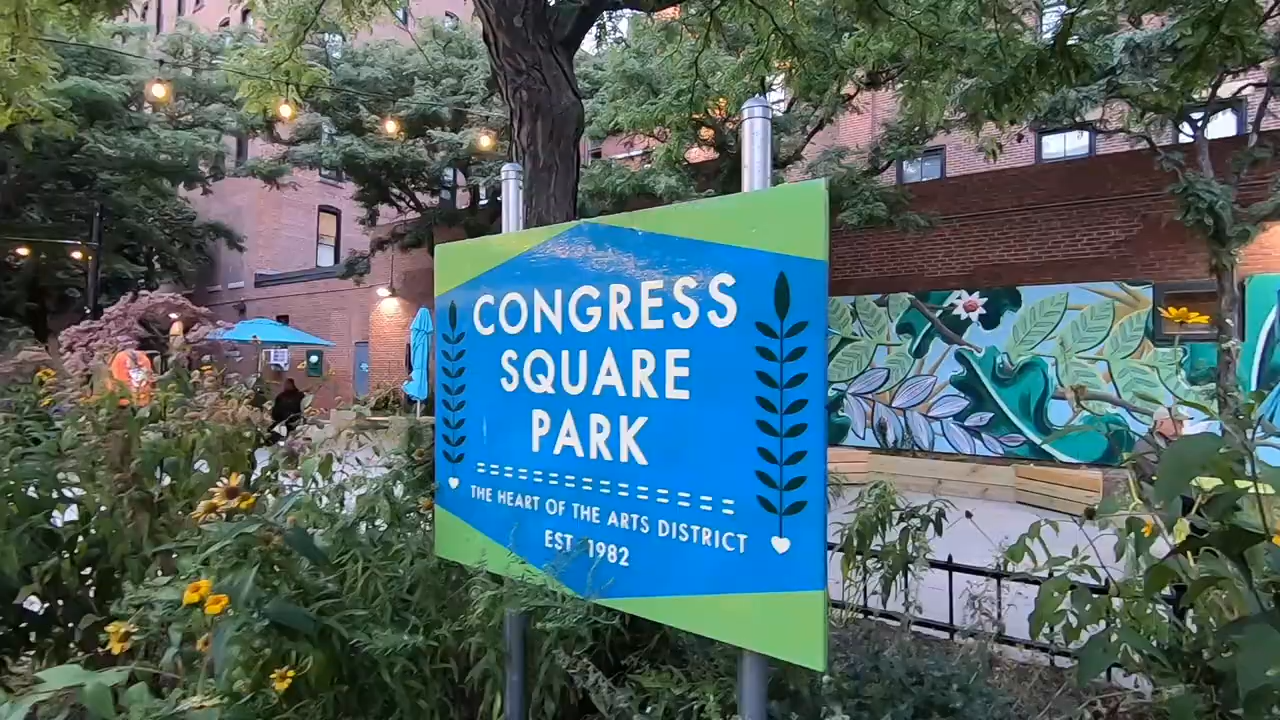 CONGRESS
SQUARE
PARK
THE HEART OF THE ARTS DISTRICT
EST. 1982